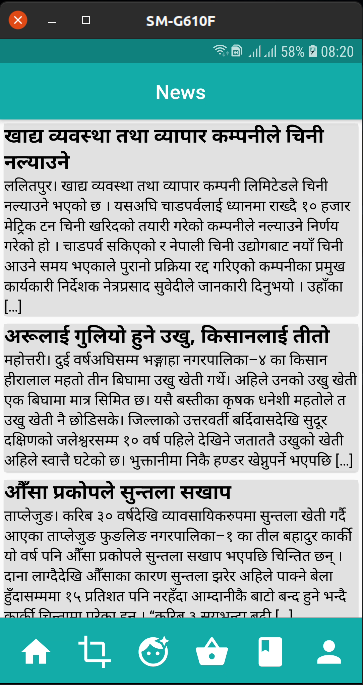 SM-G610F
58% 08:20
News
खाद्य व्यवस्था तथा व्यापार कम्पनीले चिनी
नल्याउने
ललितपुर। खाद्य व्यवस्था तथा व्यापार कम्पनी लिमिटेडले चिनी
नल्याउने भएको छ । यसअघि चाडपर्वलाई ध्यानमा राख्दै १० हजार
मेट्रिक टन चिनी खरिदको तयारी गरेको कम्पनीले नल्याउने निर्णय
गरेको हो । चाडपर्व सकिएको र नेपाली चिनी उद्योगबाट नयाँ चिनी
आउने समय भएकाले पुरानो प्रक्रिया रद्द गरिएको कम्पनीका प्रमुख
कार्यकारी निर्देशक नेत्रप्रसाद सुवेदीले जानकारी दिनुभयो । उहाँका
[...]
अरूलाई गुलियो हुने उखु, किसानलाई तीतो
महोत्तरी। दुई वर्षअघिसम्म भङ्गाहा नगरपालिका–४ का किसान
हीरालाल महतो तीन बिघामा उखु खेती गर्थे। अहिले उनको उखु खेती
एक बिघामा मात्र सिमित छ। यसै बस्तीका कृषक धनेशी महतोले त
उखु खेती नै छोडिसके। जिल्लाको उत्तरवर्ती बर्दिवासदेखि सुदूर
दक्षिणको जलेश्वरसम्म १० वर्ष पहिले देखिने जताततै उखुको खेती
अहिले स्वात्तै घटेको छ। भुक्तानीमा निकै हण्डर खेप्नुपर्ने भएपछि [...]
औँसा प्रकोपले सुन्तला सखाप
ताप्लेजुङ। करिब ३० वर्षदेखि व्यावसायिकरुपमा सुन्तला खेती गर्दै
आएका ताप्लेजुङ फुङलिङ नगरपालिका–१ का तील बहादुर कार्की
यो वर्ष पनि औँसा प्रकोपले सुन्तला सखाप भएपछि चिन्तित छन् ।
दाना लाग्दैदेखि औँसाका कारण सुन्तला झरेर अहिले पाक्ने बेला
हुँदासम्ममा १५ प्रतिशत पनि नरहँदा आम्दानीकै बाटो बन्द हुने भन्दै